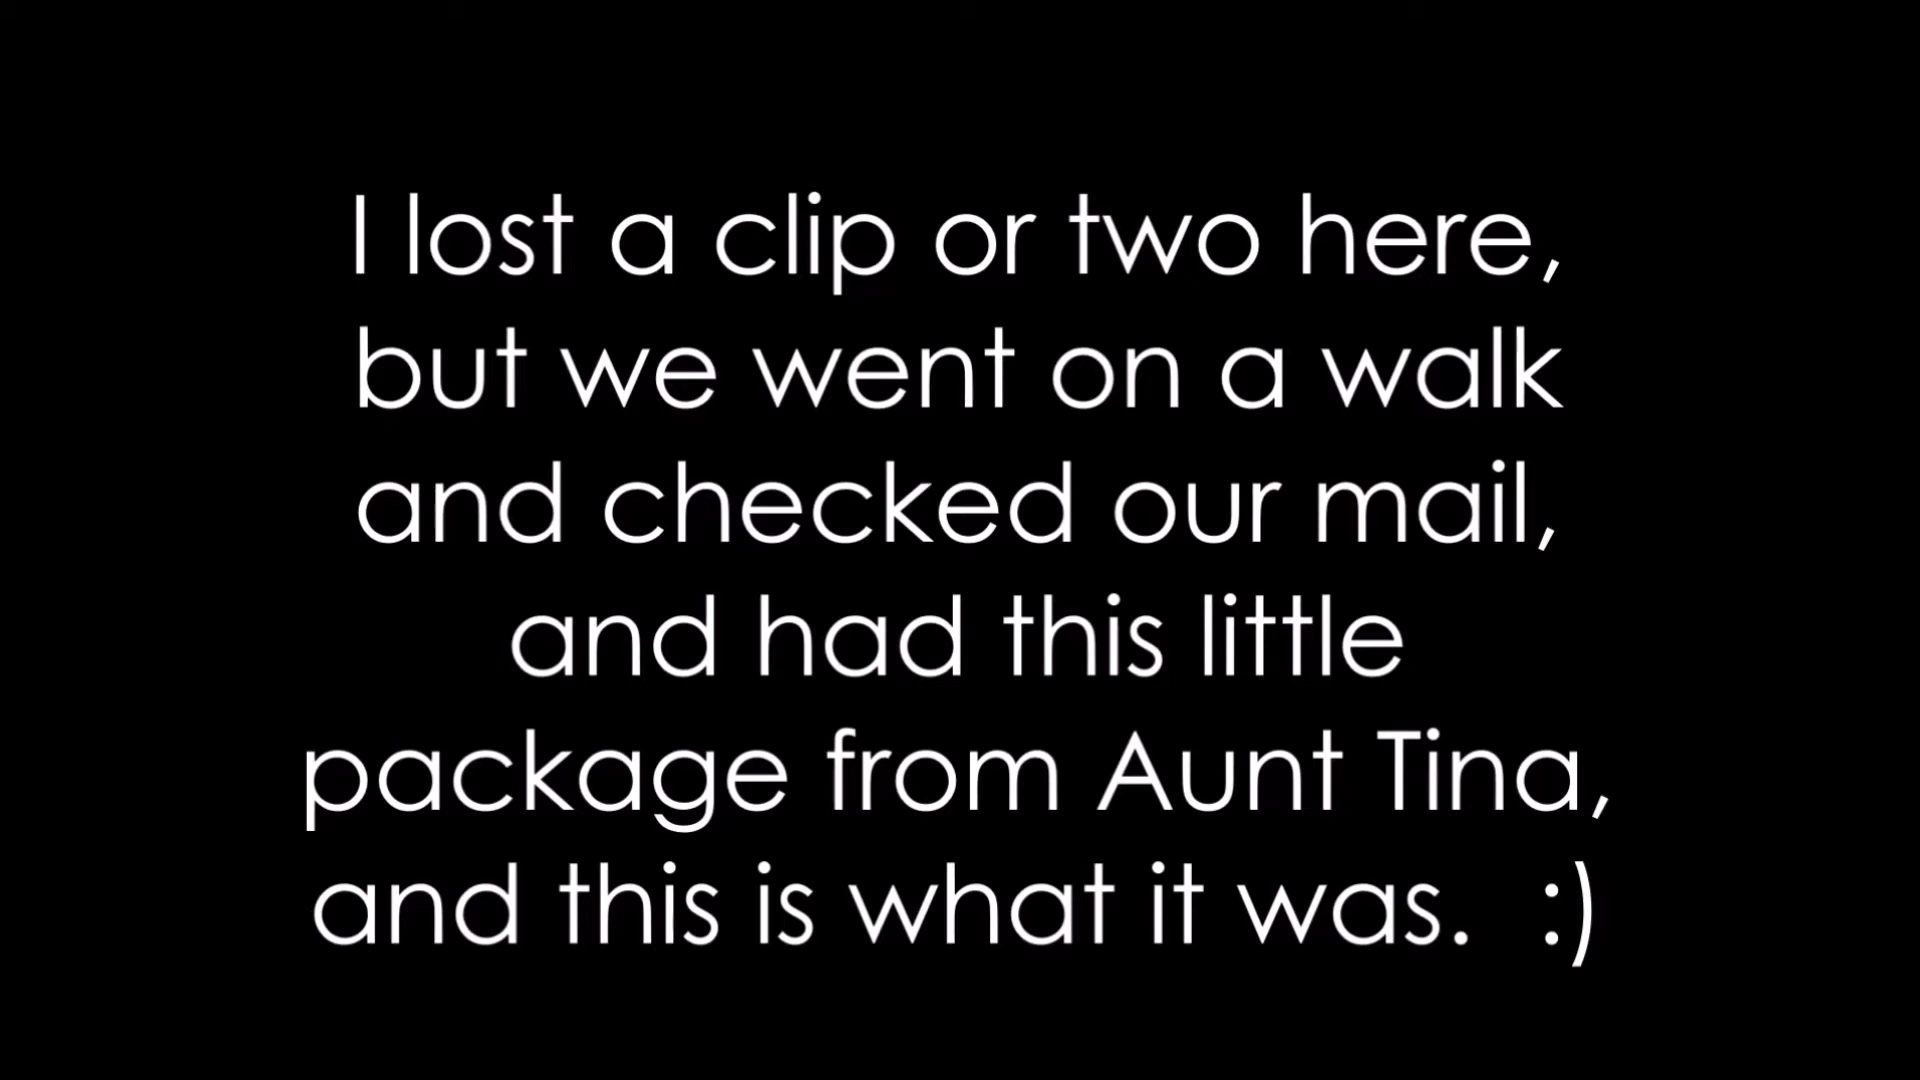 I lost a clip or two here,
but we went on a walk
and checked our mail,
and had this little
package from Aunt Tina,
and this is what it was.  :)